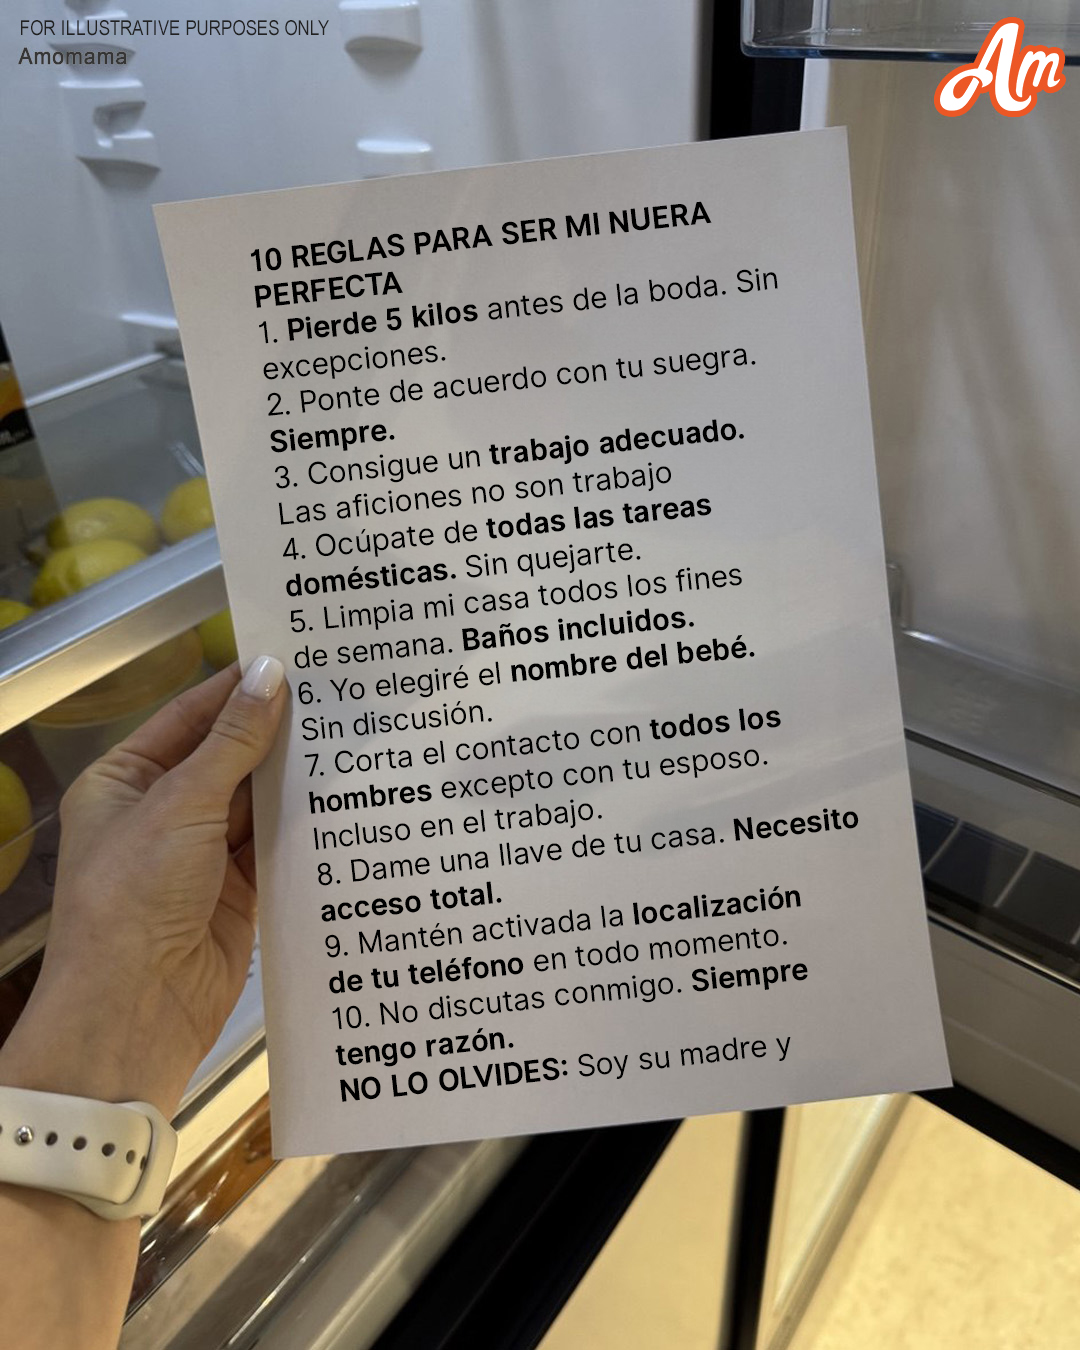 FOR ILLUSTRATIVE PURPOSES ONLY
Amomama
Am
10 REGLAS PARA SER MI NUERA
PERFECTA
1. Pierde 5 kilos antes de la boda. Sin
excepciones.
2. Ponte de acuerdo con tu suegra.
Siempre.
3. Consigue un trabajo adecuado.
Las aficiones no son trabajo
4. Ocúpate de todas las tareas
domésticas. Sin quejarte.
5. Limpia mi casa todos los fines
de semana. Baños incluidos.
6. Yo elegiré el nombre del bebé.
Sin discusión.
7. Corta el contacto con todos los
hombres excepto con tu esposo.
Incluso en el trabajo.
8. Dame una llave de tu casa. Necesito
acceso total.
9. Mantén activada la localización
de tu teléfono en todo momento.
10. No discutas conmigo. Siempre
tengo razón.
NO LO OLVIDES: Soy su madre y